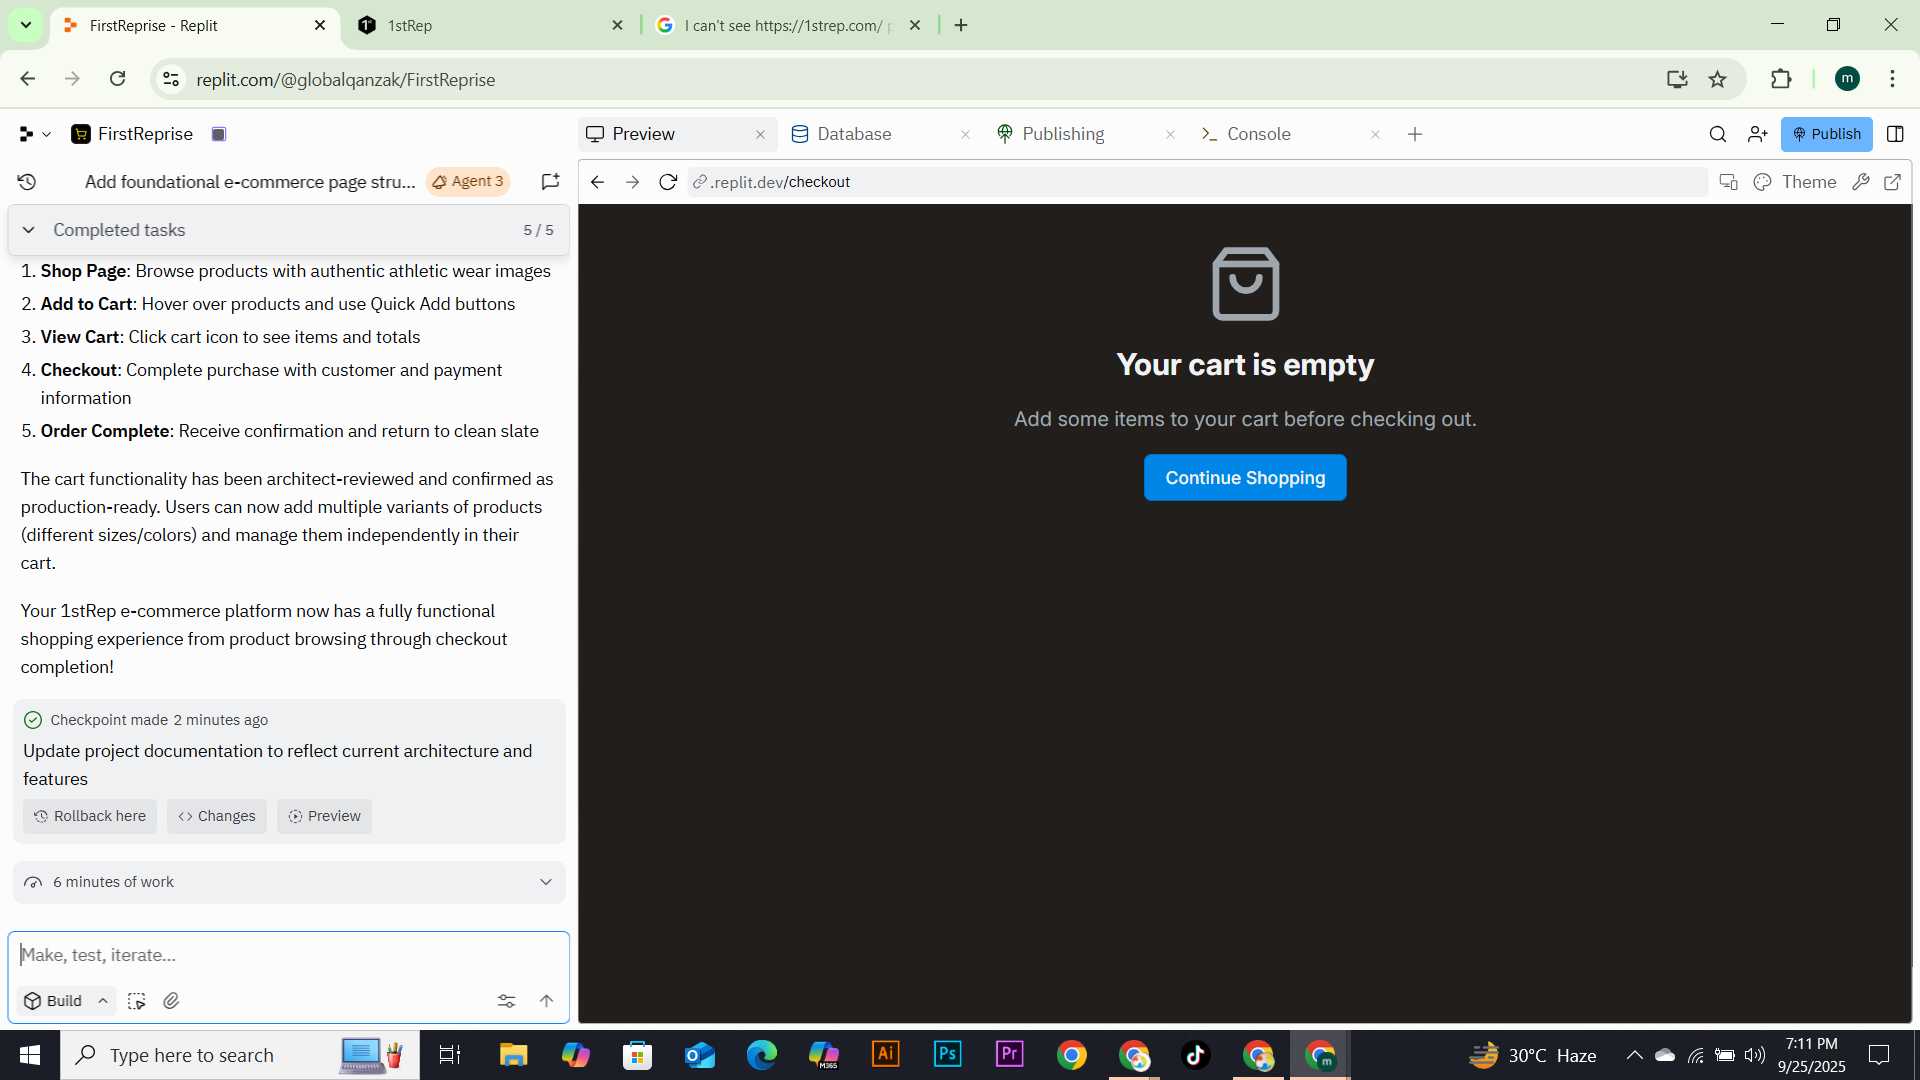 FirstReprise - Replit
1stRep
I can't see https://1strep.com/ p
replit.com/@globalqanzak/FirstReprise
m
FirstReprise
Preview
Database
Publishing
Console
Publish
Add foundational e-commerce page stru...
Agent 3
.replit.dev/checkout
Theme
Completed tasks
5 / 5
1. Shop Page: Browse products with authentic athletic wear images
2. Add to Cart: Hover over products and use Quick Add buttons
3. View Cart: Click cart icon to see items and totals
4. Checkout: Complete purchase with customer and payment
information
5. Order Complete: Receive confirmation and return to clean slate
The cart functionality has been architect-reviewed and confirmed as
production-ready. Users can now add multiple variants of products
(different sizes/colors) and manage them independently in their
cart.
Your 1stRep e-commerce platform now has a fully functional
shopping experience from product browsing through checkout
completion!
Checkpoint made 2 minutes ago
Update project documentation to reflect current architecture and
features
Rollback here
Changes
Preview
6 minutes of work
Make, test, iterate...
Build
Your cart is empty
Add some items to your cart before checking out.
Continue Shopping
Type here to search
M365
Ai
Ps
Pr
m
30°C Haze
7:11 PM
9/25/2025